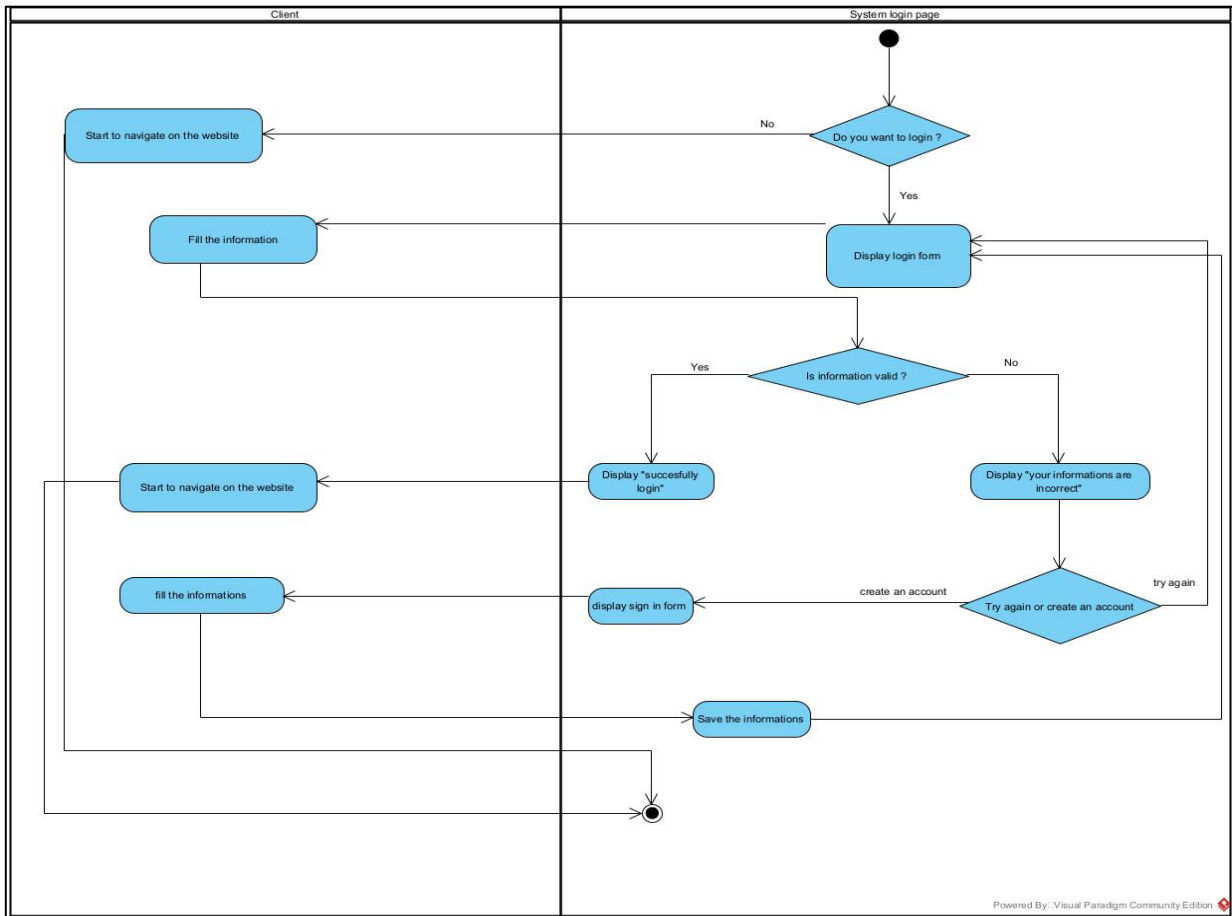 Client
System login page
Do you want to login ?
No
Start to navigate on the website
Yes
Fill the information
Display login form
Is information valid ?
Yes
No
Display "succesfully
login"
Display "your informations are
incorrect"
Start to navigate on the website
try again
create an account
Try again or create an account
display sign in form
fill the informations
Save the informations
Powered By Visual Paradigm Community Edition